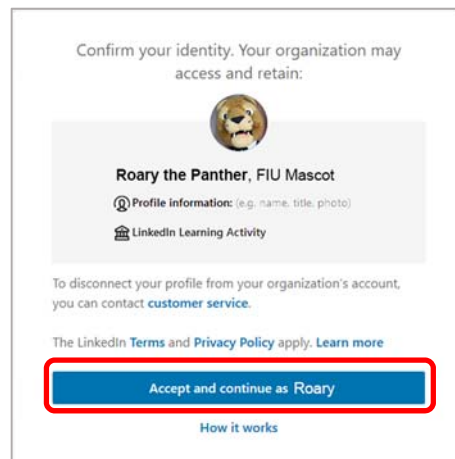 Confirm your identity. Your organization may
access and retain:
Roary the Panther, FIU Mascot
Profile information: (e.g. name, title, photo)
LinkedIn Learning Activity
To disconnect your profile from your organization's account,
you can contact customer service.
The LinkedIn Terms and Privacy Policy apply. Learn more
Accept and continue as Roary
How it works